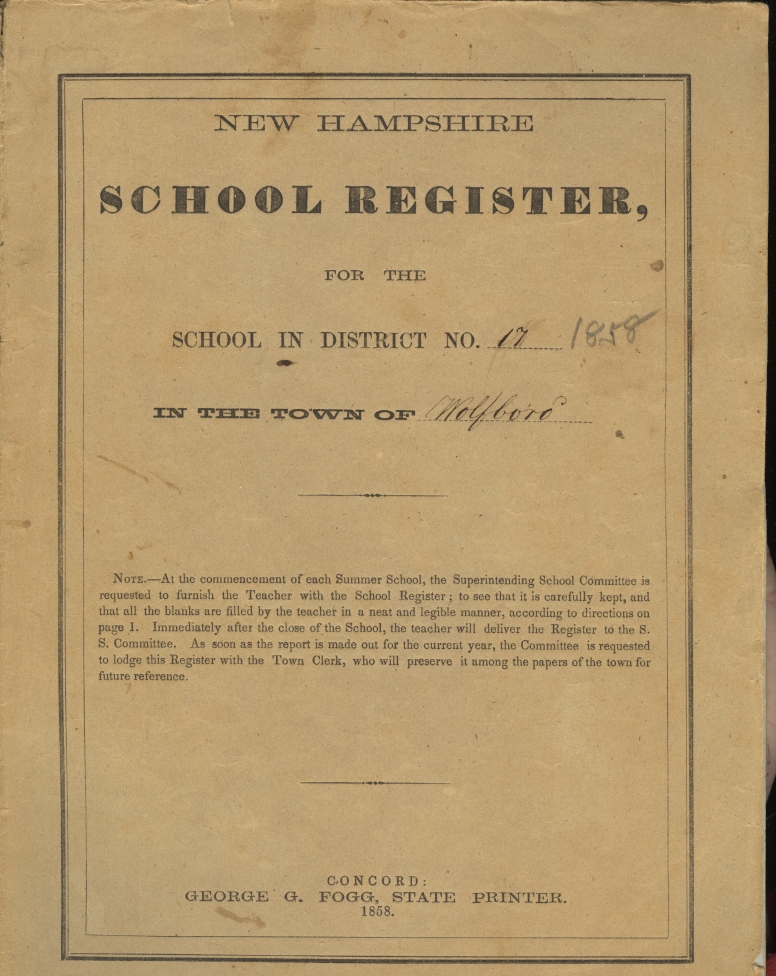 NEW HAMPSHIRE
SCHOOL REGISTER,
FOR THE
SCHOOL IN DISTRICT NO. 17 1858
IN THE TOWN OF Wolfboro
NOTE.—At the commencement of each Summer School, the Superintending School Committee is
requested to furnish the Teacher with the School Register; to see that it is carefully kept, and
that all the blanks are filled by the teacher in a neat and legible manner, according to directions on
page 1. Immediately after the close of the School, the teacher will deliver the Register to the S.
S. Committee. As soon as the report is made out for the current year, the Committee is requested
to lodge this Register with the Town Clerk, who will preserve it among the papers of the town for
future reference.
CONCORD:
GEORGE G. FOGG, STATE PRINTER.
1858.